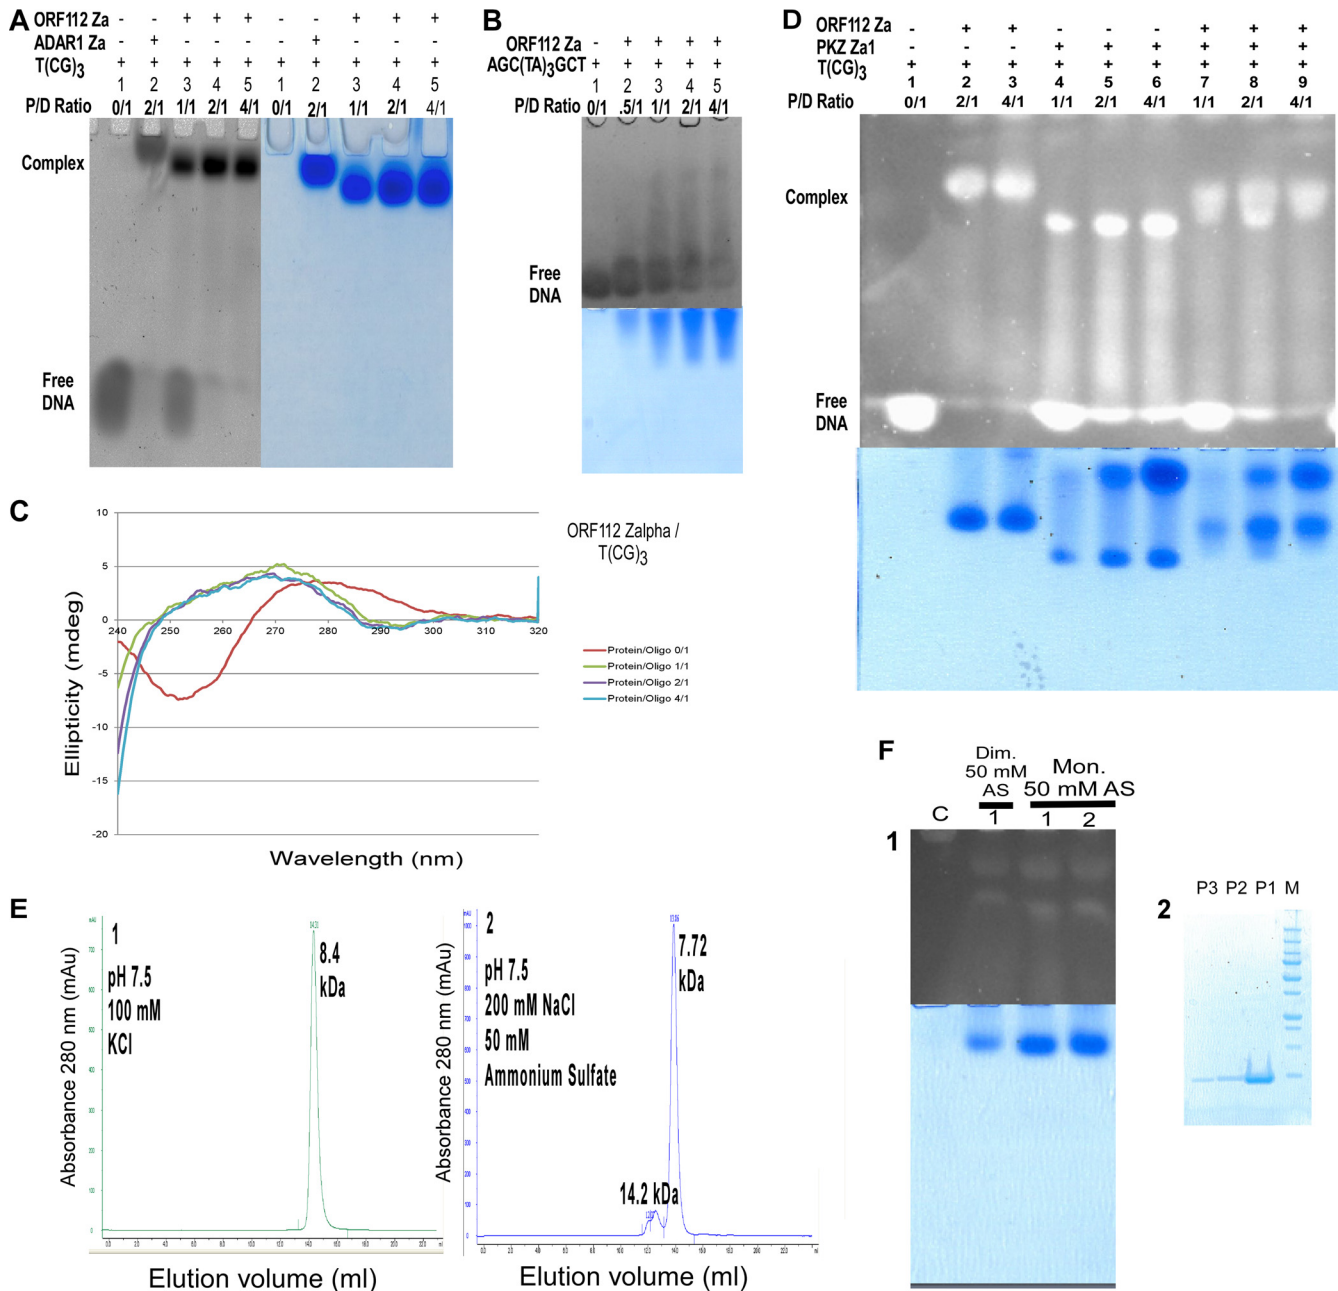 A
ORF112 Za - - + + + - - + + +
ADAR1 Za - + - - - - + - - -
T(CG)3 + + + + + + + + + +
1 2 3 4 5 1 2 3 4 5
P/D Ratio 0/1 2/1 1/1 2/1 4/1 0/1 2/1 1/1 2/1 4/1
Complex
Free
DNA
B
ORF112 Za - + + + +
AGC(TA)3GCT + + + + +
1 2 3 4 5
P/D Ratio 0/1 .5/1 1/1 2/1 4/1
Free
DNA
D
ORF112 Za - + + - - - + + +
PKZ Za1 - - - + + + + + +
T(CG)3 + + + + + + + + +
1 2 3 4 5 6 7 8 9
P/D Ratio 0/1 2/1 4/1 1/1 2/1 4/1 1/1 2/1 4/1
Complex
Free
DNA
C
ORF112 Zalpha /
T(CG)3
Ellipticity (mdeg)
10
5
0
-5
-10
-15
-20
240 250 260 270 280 290 300 310 320
Wavelength (nm)
Protein/Oligo 0/1
Protein/Oligo 1/1
Protein/Oligo 2/1
Protein/Oligo 4/1
E
1
pH 7.5
100 mM
KCl
8.4
kDa
Absorbance 280 nm (mAu)
Elution volume (ml)
2
pH 7.5
200 mM NaCl
50 mM
Ammonium Sulfate
7.72
kDa
14.2 kDa
Absorbance 280 nm (mAu)
Elution volume (ml)
F
Dim.
50 mM
AS
Mon.
50 mM AS
C 1 1 2
1
2
P3 P2 P1 M